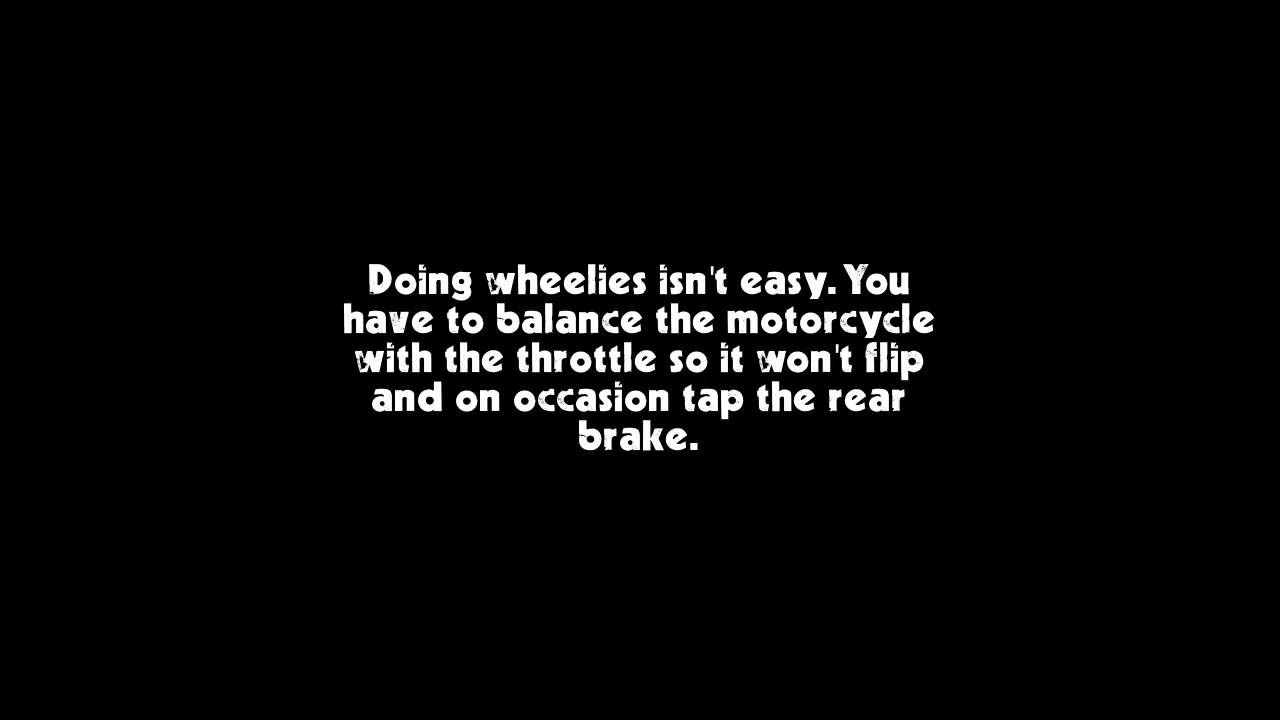 Doing wheelies isn't easy. You
have to balance the motorcycle
with the throttle so it won't flip
and on occasion tap the rear
brake.